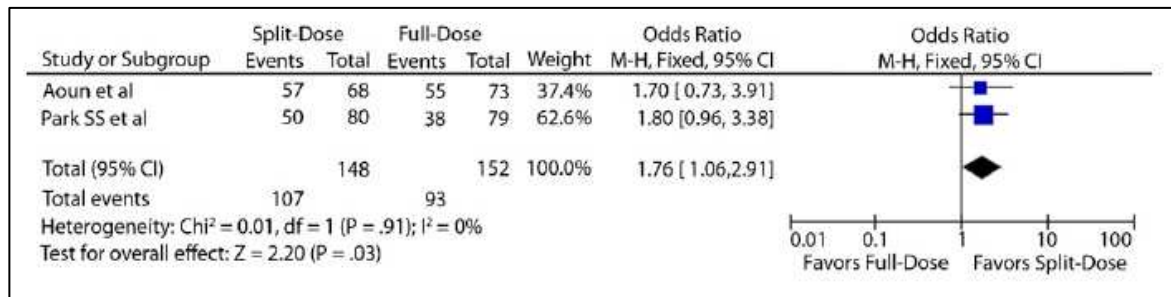 Split-Dose Full-Dose Odds Ratio Odds Ratio
Study or Subgroup Events Total Events Total Weight M-H, Fixed, 95% CI M-H, Fixed, 95% CI
Aoun et al 57 68 55 73 37.4% 1.70 [ 0.73, 3.91]
Park SS et al 50 80 38 79 62.6% 1.80 [0.96, 3.38]
Total (95% CI) 148 152 100.0% 1.76 [ 1.06,2.91]
Total events 107 93
Heterogeneity: Chi² = 0.01, df = 1 (P = .91); I² = 0%
Test for overall effect: Z = 2.20 (P = .03)
0.01 0.1 1 10 100
Favors Full-Dose Favors Split-Dose